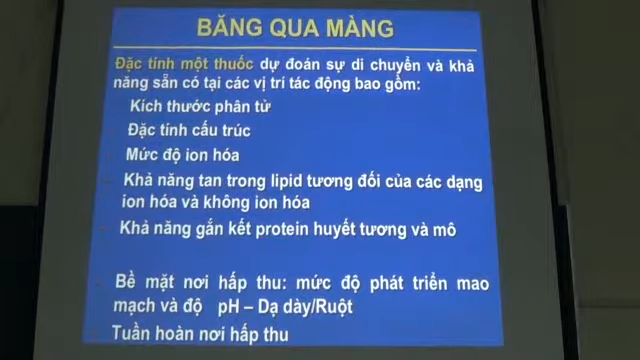 BĂNG QUA MÀNG
Đặc tính một thuốc dự đoán sự di chuyển và khả
năng sẵn có tại các vị trí tác động bao gồm:
Kích thước phân tử
- Đặc tính cấu trúc
Mức độ ion hóa
- Khả năng tan trong lipid tương đối của các dạng
ion hóa và không ion hóa
- Khả năng gắn kết protein huyết tương và mô
- Bề mặt nơi hấp thu: mức độ phát triển mao
mạch và độ pH – Dạ dày/Ruột
- Tuần hoàn nơi hấp thu